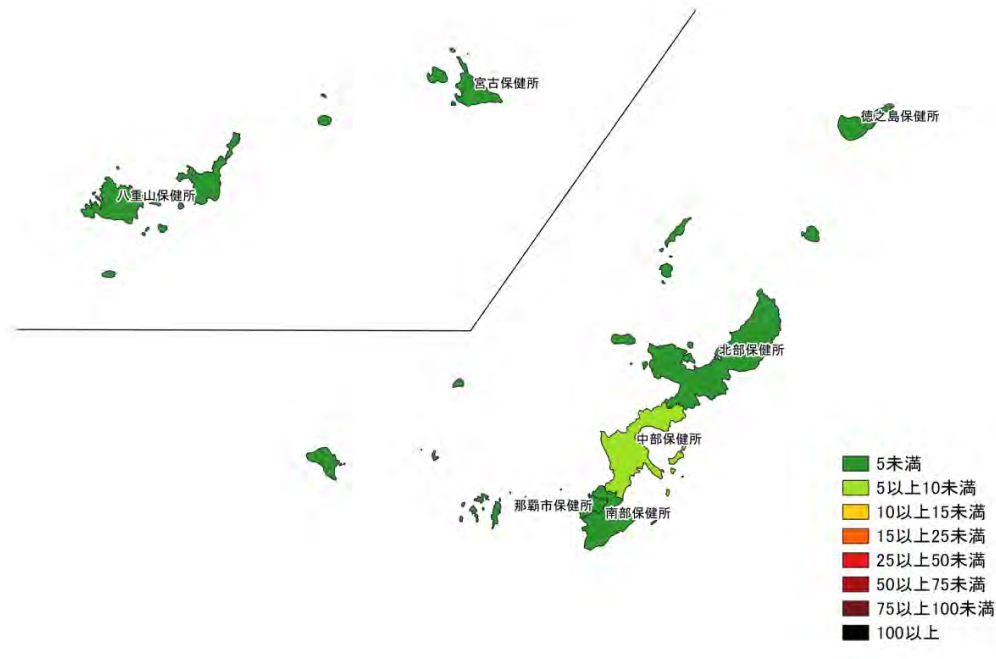 宮古保健所
徳之島保健所
八重山保健所
北部保健所
中部保健所
那覇市保健所
南部保健所
5未満
5以上10未満
10以上15未満
15以上25未満
25以上50未満
50以上75未満
75以上100未満
100以上